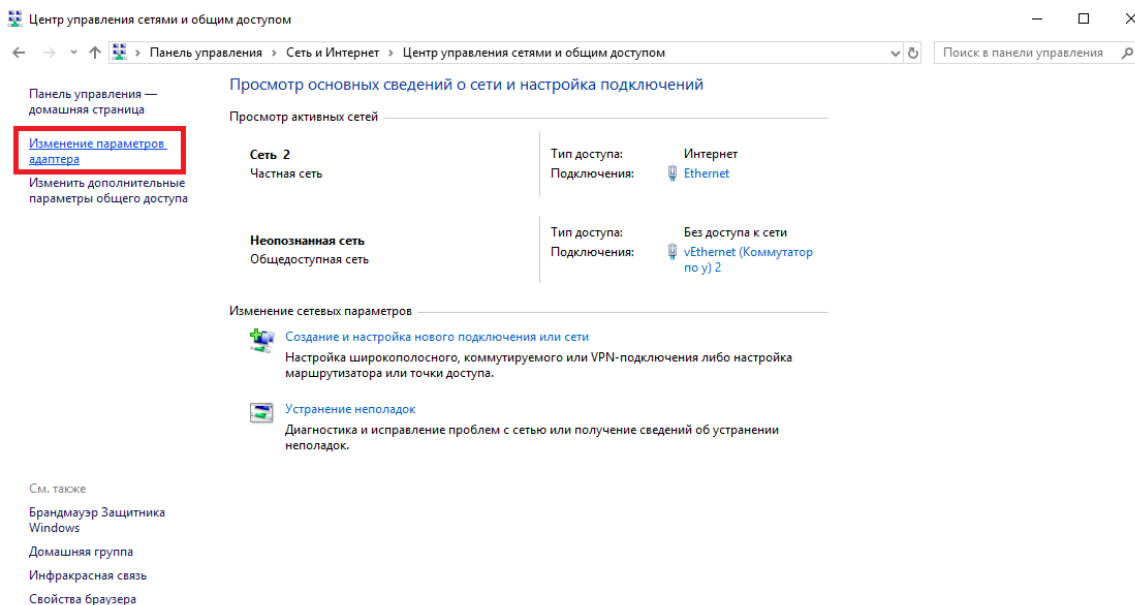 Центр управления сетями и общим доступом
Панель управления › Сеть и Интернет › Центр управления сетями и общим доступом
Поиск в панели управления
Панель управления —
домашняя страница
Изменение параметров
адаптера
Изменить дополнительные
параметры общего доступа
Просмотр основных сведений о сети и настройка подключений
Просмотр активных сетей
Сеть 2
Частная сеть
Тип доступа: Интернет
Подключения: Ethernet
Неопознанная сеть
Общедоступная сеть
Тип доступа: Без доступа к сети
Подключения: vEthernet (Коммутатор
по у) 2
Изменение сетевых параметров
Создание и настройка нового подключения или сети
Настройка широкополосного, коммутируемого или VPN-подключения либо настройка
маршрутизатора или точки доступа.
Устранение неполадок
Диагностика и исправление проблем с сетью или получение сведений об устранении
неполадок.
См. также
Брандмауэр Защитника
Windows
Домашняя группа
Инфракрасная связь
Свойства браузера